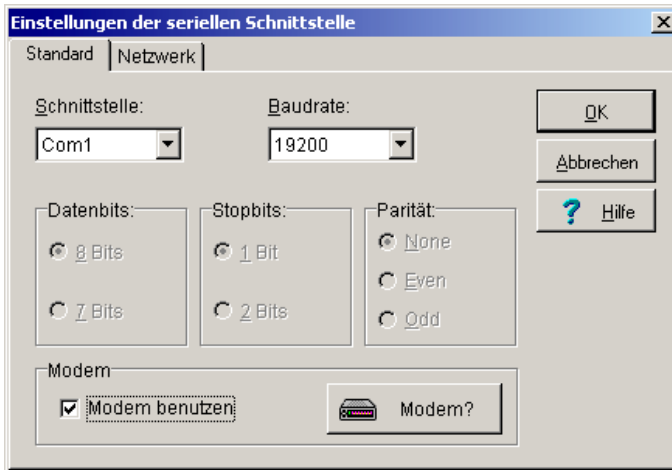 Einstellungen der seriellen Schnittstelle
Standard Netzwerk
Schnittstelle: Baudrate:
Com1 19200
OK
Abbrechen
Hilfe
Datenbits: Stopbits: Parität:
8 Bits 1 Bit None
Even
7 Bits 2 Bits Odd
Modem
Modem benutzen Modem?